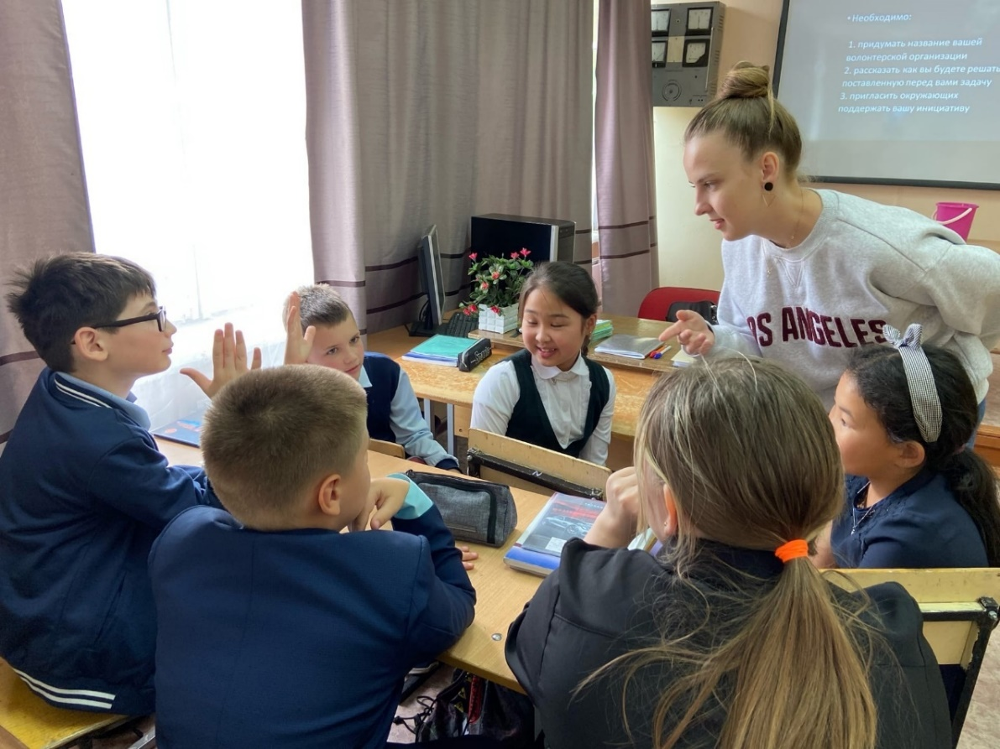 • Необходимо:
1. придумать название вашей
волонтерской организации
2. рассказать как вы будете решать
поставленную перед вами задачу
3. пригласить окружающих
поддержать вашу инициативу
OS ANGELES